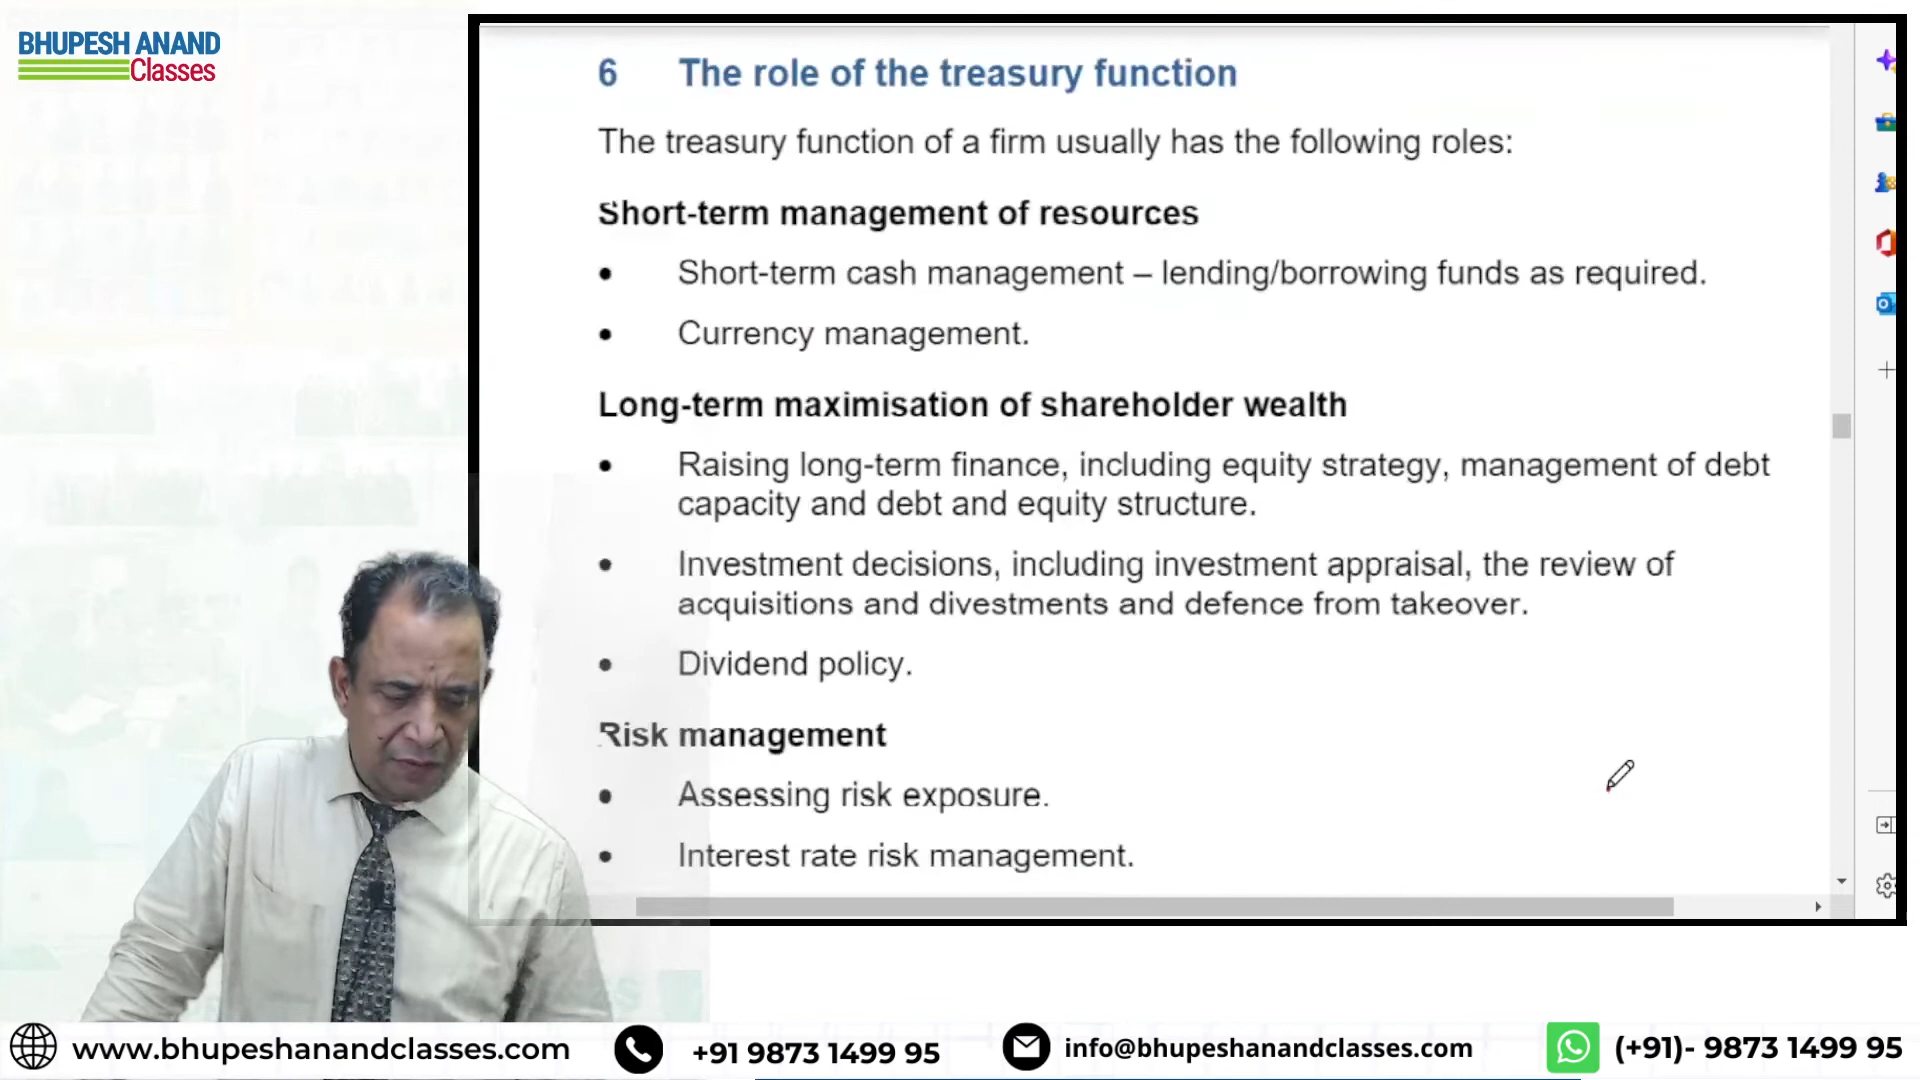 BHUPESH ANAND
Classes
6 The role of the treasury function
The treasury function of a firm usually has the following roles:
Short-term management of resources
• Short-term cash management – lending/borrowing funds as required.
• Currency management.
Long-term maximisation of shareholder wealth
• Raising long-term finance, including equity strategy, management of debt
capacity and debt and equity structure.
• Investment decisions, including investment appraisal, the review of
acquisitions and divestments and defence from takeover.
• Dividend policy.
Risk management
• Assessing risk exposure.
• Interest rate risk management.
www.bhupeshanandclasses.com
+91 9873 1499 95
info@bhupeshanandclasses.com
(+91)- 9873 1499 95